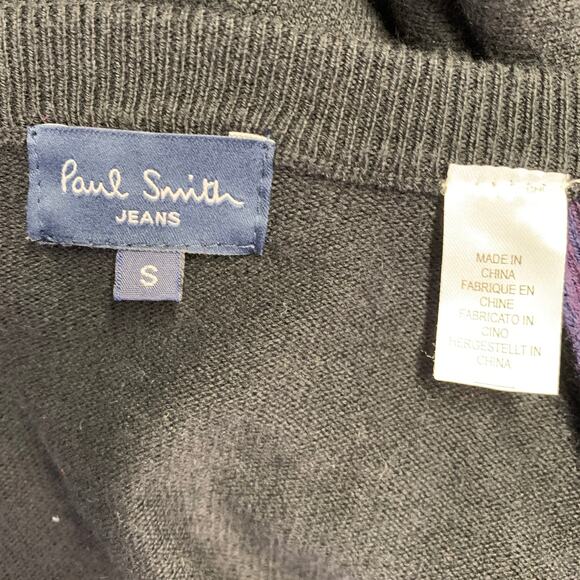 Paul Smith
JEANS
S
MADE IN
CHINA
FABRIQUE EN
CHINE
FABRICATO IN
CINO
HERGESTELLT IN
CHINA